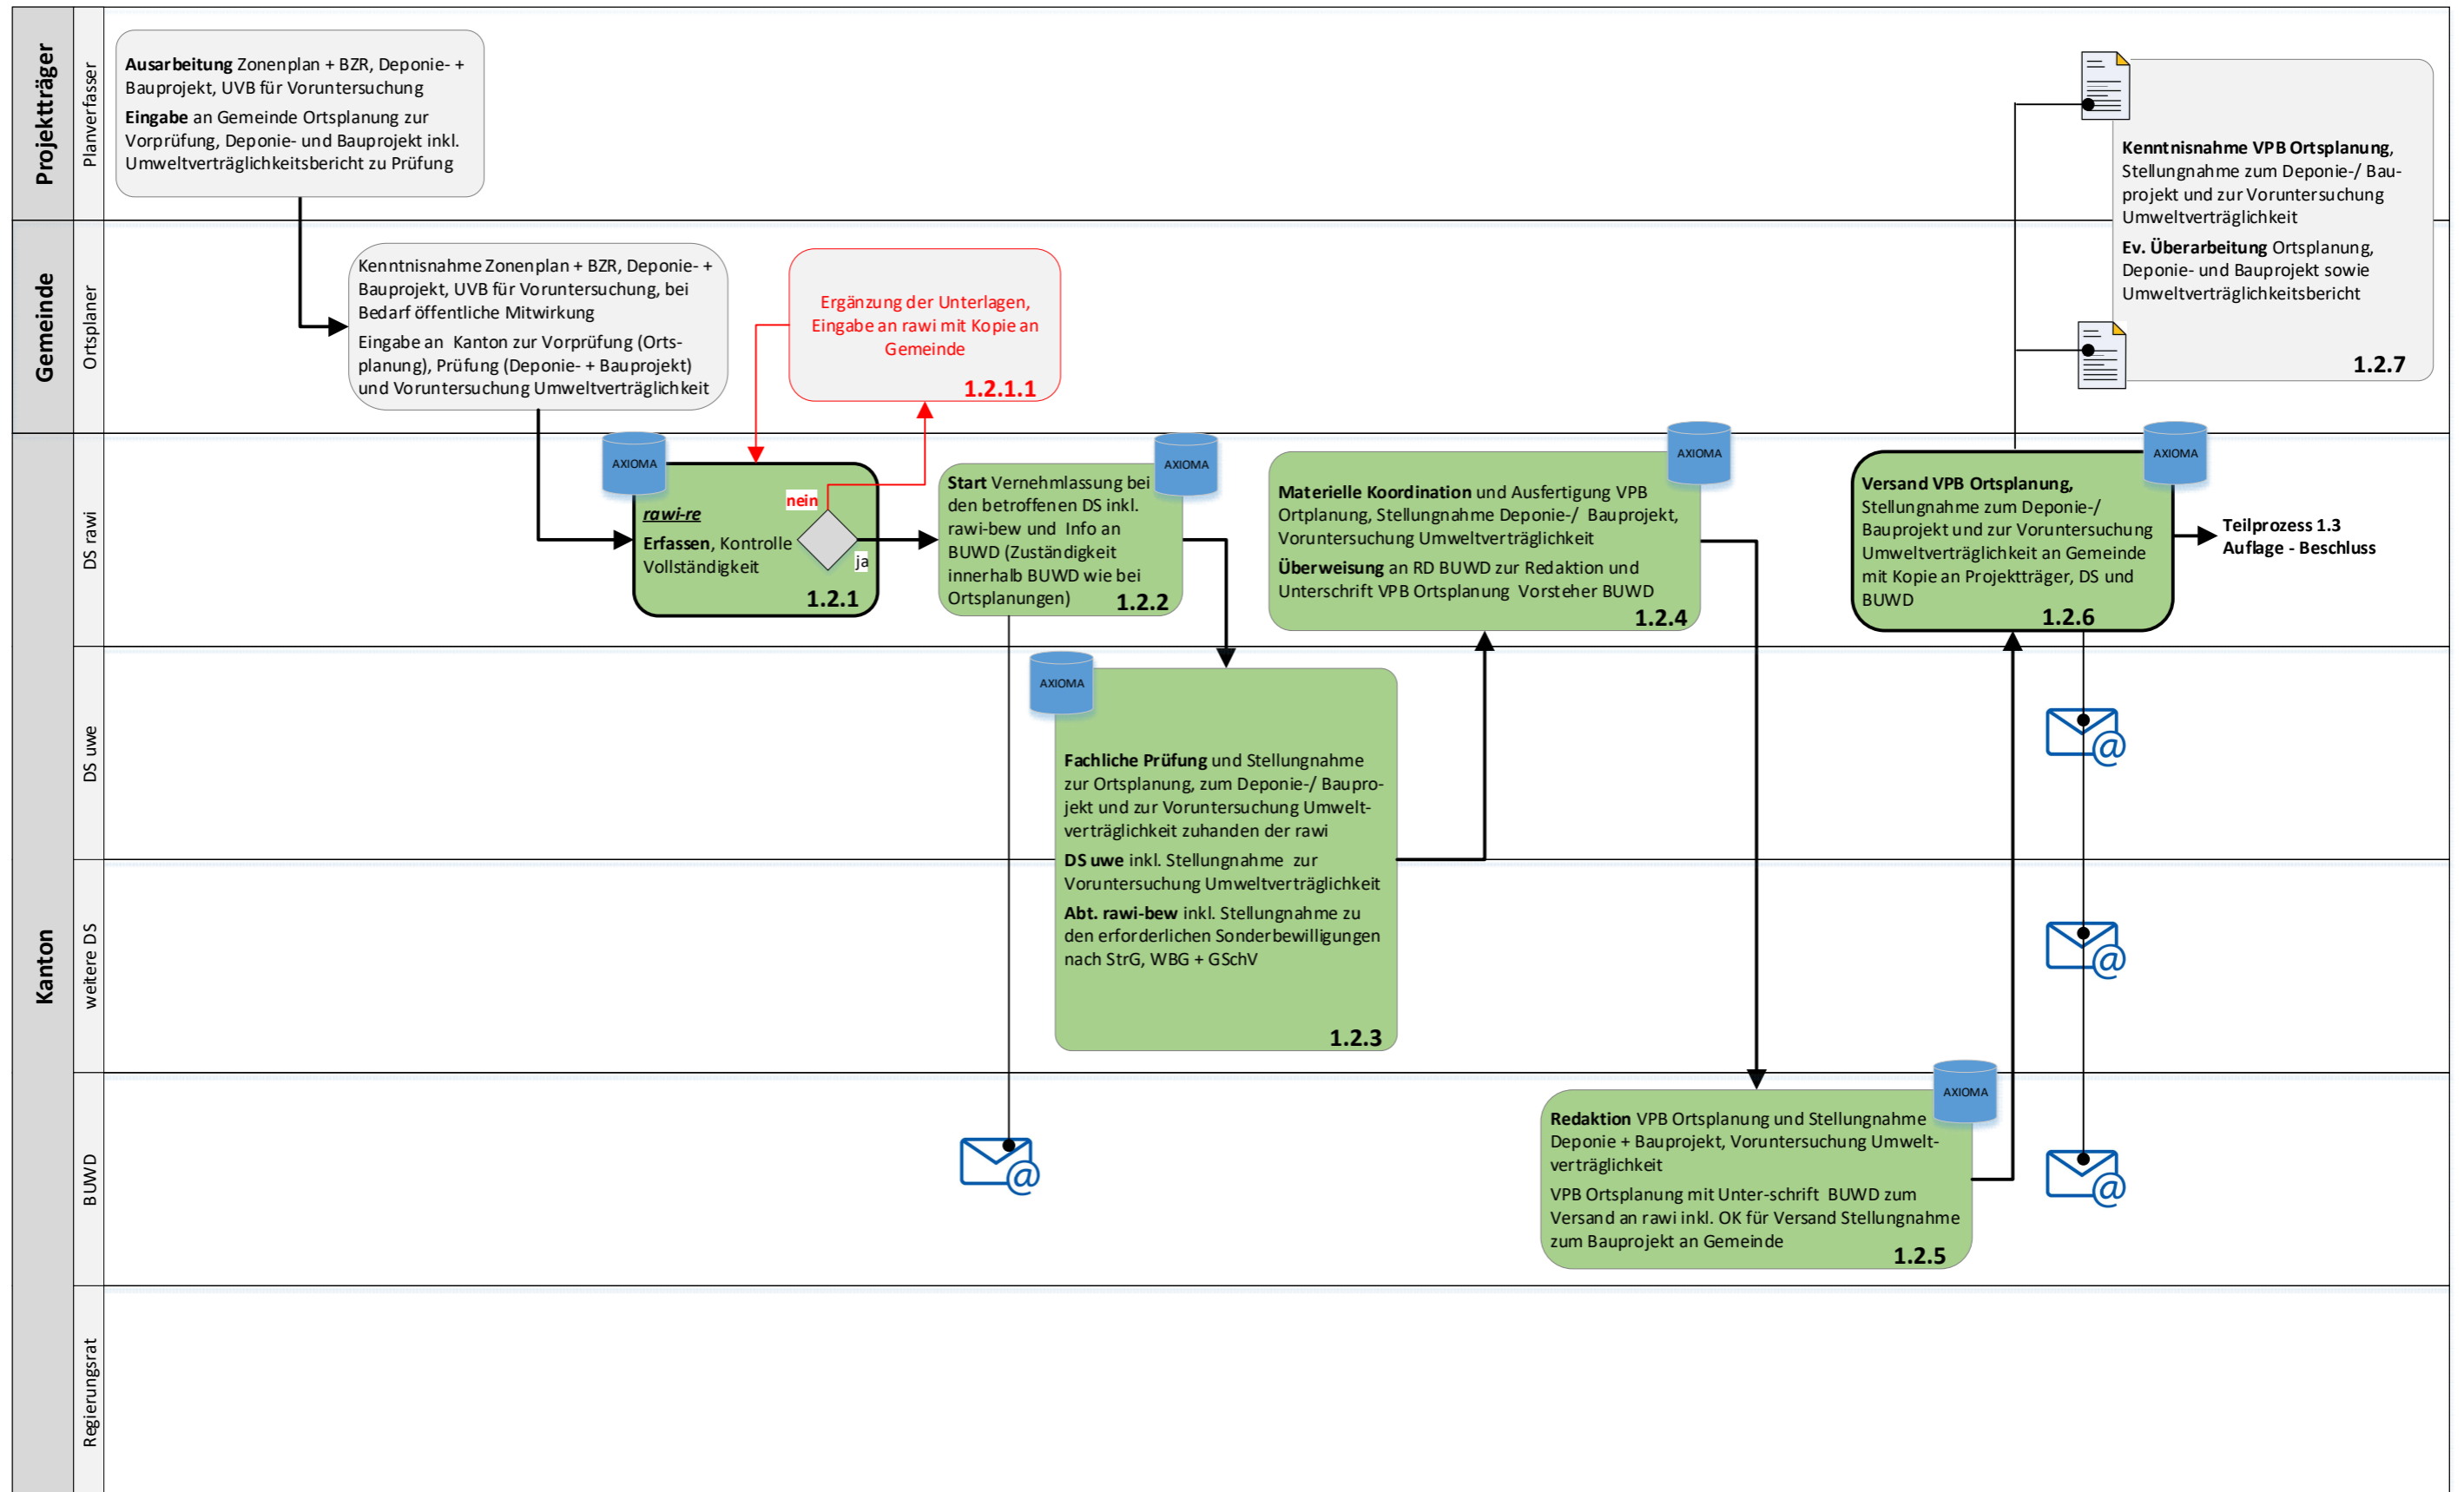 Projektträger
Planverfasser
Ausarbeitung Zonenplan + BZR, Deponie- +
Bauprojekt, UVB für Voruntersuchung
Eingabe an Gemeinde Ortsplanung zur
Vorprüfung, Deponie- und Bauprojekt inkl.
Umweltverträglichkeitsbericht zu Prüfung
Kenntnisnahme VPB Ortsplanung,
Stellungnahme zum Deponie-/ Bau-
projekt und zur Voruntersuchung
Umweltverträglichkeit
Ev. Überarbeitung Ortsplanung,
Deponie- und Bauprojekt sowie
Umweltverträglichkeitsbericht
1.2.7
Gemeinde
Ortsplaner
Kenntnisnahme Zonenplan + BZR, Deponie- +
Bauprojekt, UVB für Voruntersuchung, bei
Bedarf öffentliche Mitwirkung
Eingabe an Kanton zur Vorprüfung (Orts-
planung), Prüfung (Deponie- + Bauprojekt)
und Voruntersuchung Umweltverträglichkeit
Ergänzung der Unterlagen,
Eingabe an rawi mit Kopie an
Gemeinde
1.2.1.1
Kanton
DS rawi
AXIOMA
rawi-re
Erfassen, Kontrolle
Vollständigkeit
nein
ja
1.2.1
AXIOMA
Start Vernehmlassung bei
den betroffenen DS inkl.
rawi-bew und Info an
BUWD (Zuständigkeit
innerhalb BUWD wie bei
Ortsplanungen)
1.2.2
AXIOMA
Materielle Koordination und Ausfertigung VPB
Ortplanung, Stellungnahme Deponie-/ Bauprojekt,
Voruntersuchung Umweltverträglichkeit
Überweisung an RD BUWD zur Redaktion und
Unterschrift VPB Ortsplanung Vorsteher BUWD
1.2.4
AXIOMA
Versand VPB Ortsplanung,
Stellungnahme zum Deponie-/
Bauprojekt und zur Voruntersuchung
Umweltverträglichkeit an Gemeinde
mit Kopie an Projektträger, DS und
BUWD
1.2.6
Teilprozess 1.3
Auflage - Beschluss
DS uwe
weitere DS
AXIOMA
Fachliche Prüfung und Stellungnahme
zur Ortsplanung, zum Deponie-/ Baupro-
jekt und zur Voruntersuchung Umwelt-
verträglichkeit zuhanden der rawi
DS uwe inkl. Stellungnahme zur
Voruntersuchung Umweltverträglichkeit
Abt. rawi-bew inkl. Stellungnahme zu
den erforderlichen Sonderbewilligungen
nach StrG, WBG + GSchV
1.2.3
@
@
BUWD
@
AXIOMA
Redaktion VPB Ortsplanung und Stellungnahme
Deponie + Bauprojekt, Voruntersuchung Umwelt-
verträglichkeit
VPB Ortsplanung mit Unter-schrift BUWD zum
Versand an rawi inkl. OK für Versand Stellungnahme
zum Bauprojekt an Gemeinde
1.2.5
@
Regierungsrat